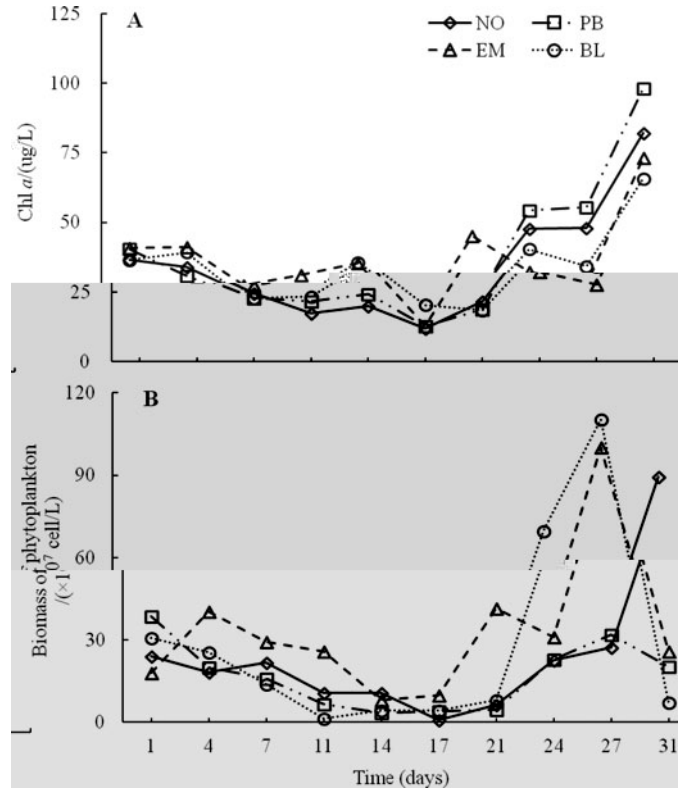 A
NO PB
EM BL
125
100
75
50
25
0
Chl a/(ug/L)
B
120
90
60
30
0
Biomass of phytoplankton
/(×10⁷ cell/L)
1 4 7 11 14 17 21 24 27 31
Time (days)